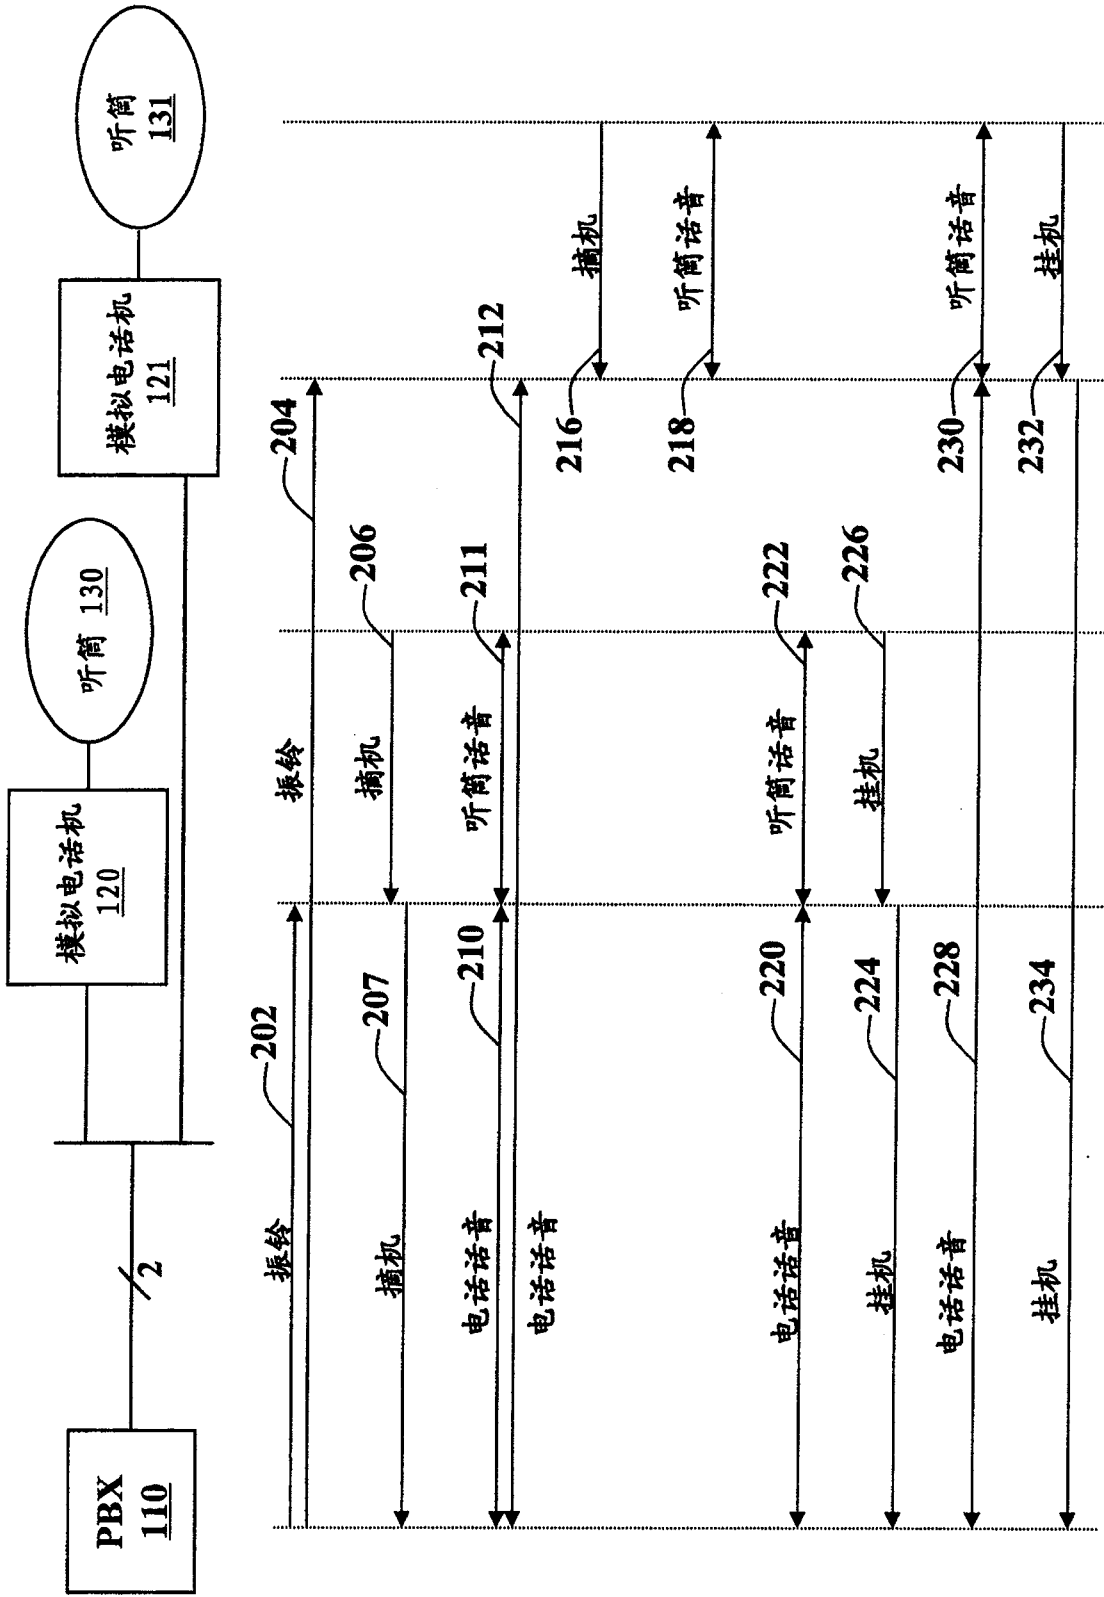 PBX
110
2
模拟电话机
120
听筒 130
模拟电话机
121
听筒
131
振铃
202
振铃
204
摘机
206
摘机
207
电话话音
210
听筒话音
211
电话话音
212
摘机
216
听筒话音
218
电话话音
220
听筒话音
222
挂机
224
挂机
226
电话话音
228
听筒话音
230
挂机
232
挂机
234